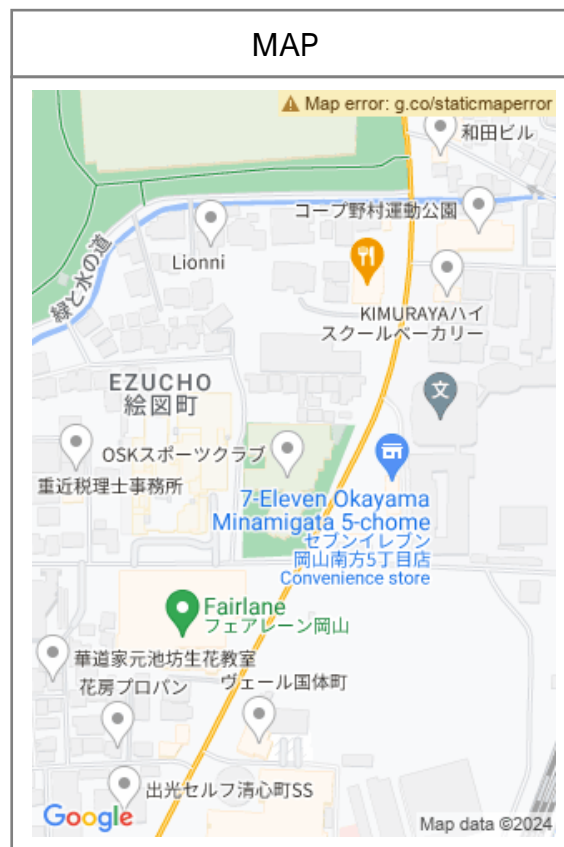 MAP
Map error: g.co/staticmaperror
和田ビル
コープ野村運動公園
Lionni
緑と水の道
KIMURAYAハイ
スクールベーカリー
EZUCHO
絵図町
文
OSKスポーツクラブ
重近税理士事務所
7-Eleven Okayama
Minamigata 5-chome
セブンイレブン
岡山南方5丁目店
Convenience store
Fairlane
フェアレーン岡山
華道家元池坊生花教室
花房プロパン
ヴェール国体町
出光セルフ清心町SS
Google
Map data ©2024